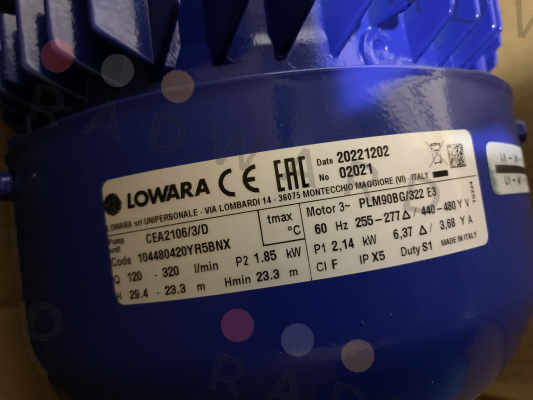 LOWARA CE EAC Date 20221202
No 02021
LOWARA srl UNIPERSONALE - VIA LOMBARDI 14 - 36075 MONTECCHIO MAGGIORE (VI) - ITALY
Pump unit CEA2106/3/D
Code 104480420YR5BNX
Q 120 - 320 l/min P2 1.85 kW
H 29.4 - 23.3 m Hmin 23.3 m
tmax °C
Motor 3~ PLM90BG/322 E3
60 Hz 255-277 Δ / 440-480 Y V
P1 2,14 kW 6,37 Δ / 3,68 Y A
Cl F IP X5 Duty S1
MADE IN ITALY
RADWARE